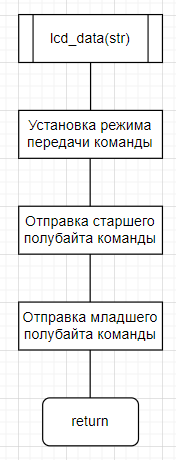 lcd_data(str)
Установка режима
передачи команды
Отправка старшего
полубайта команды
Отправка младшего
полубайта команды
return